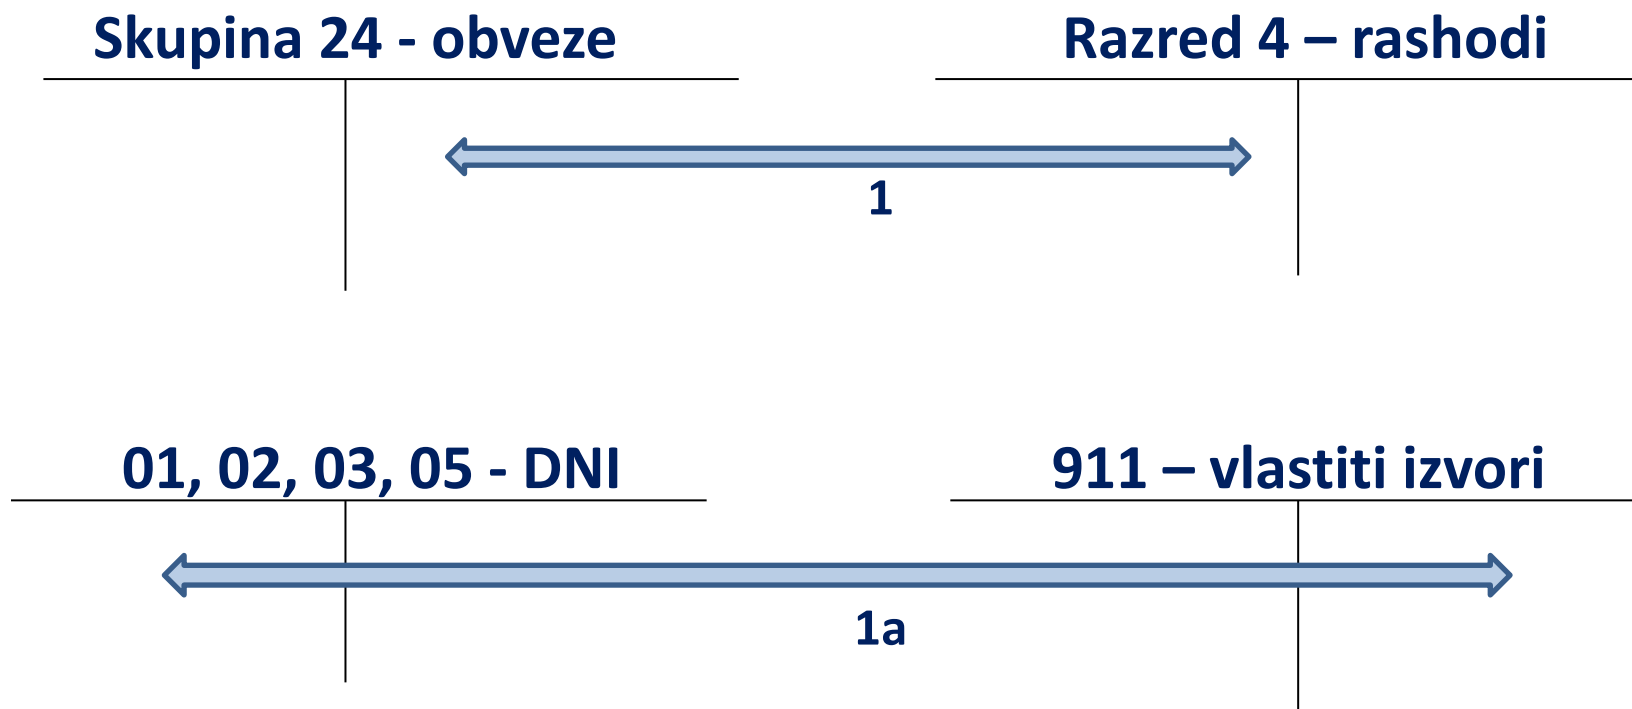 Skupina 24 - obveze
Razred 4 – rashodi
1
01, 02, 03, 05 - DNI
911 – vlastiti izvori
1a